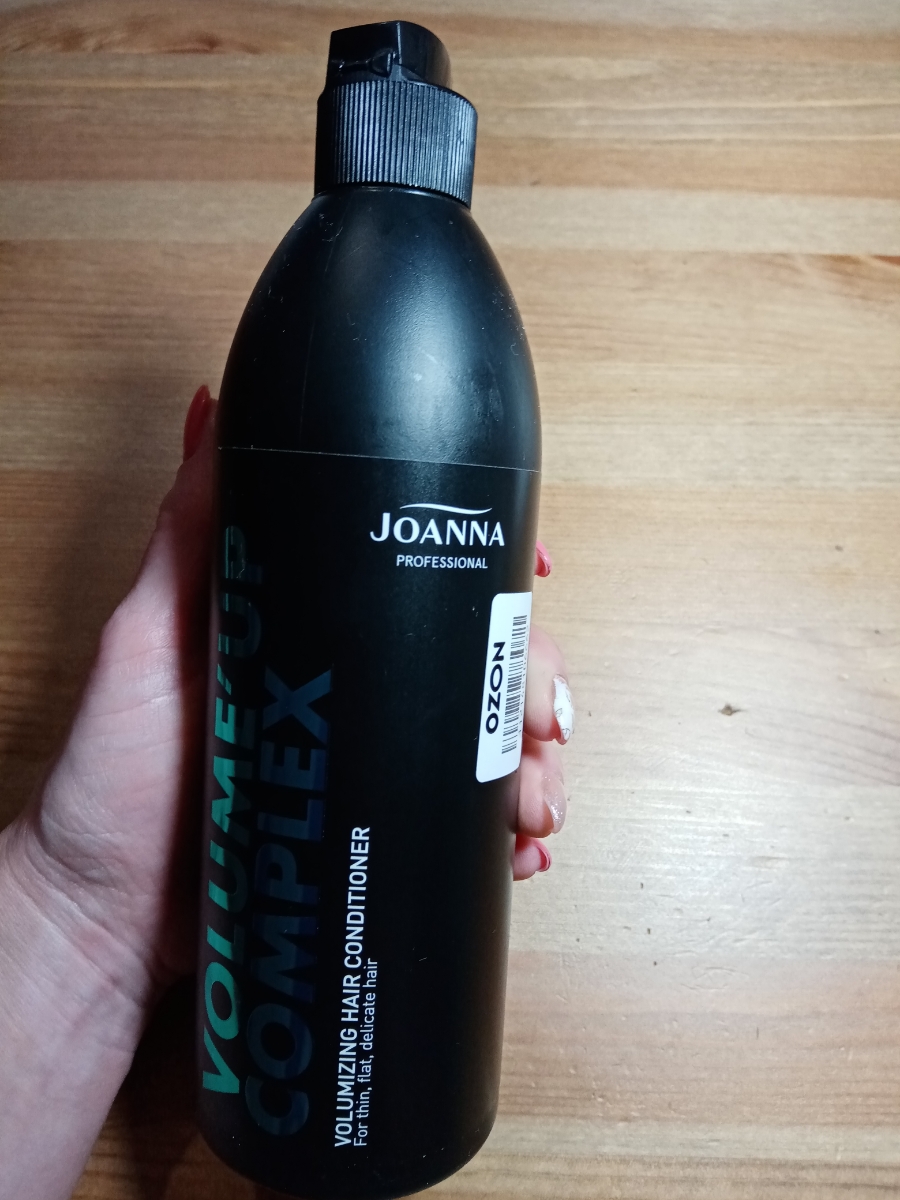 JOANNA
PROFESSIONAL
OZON
VOLUME/UP
COMPLEX
VOLUMIZING HAIR CONDITIONER
For thin, flat, delicate hair